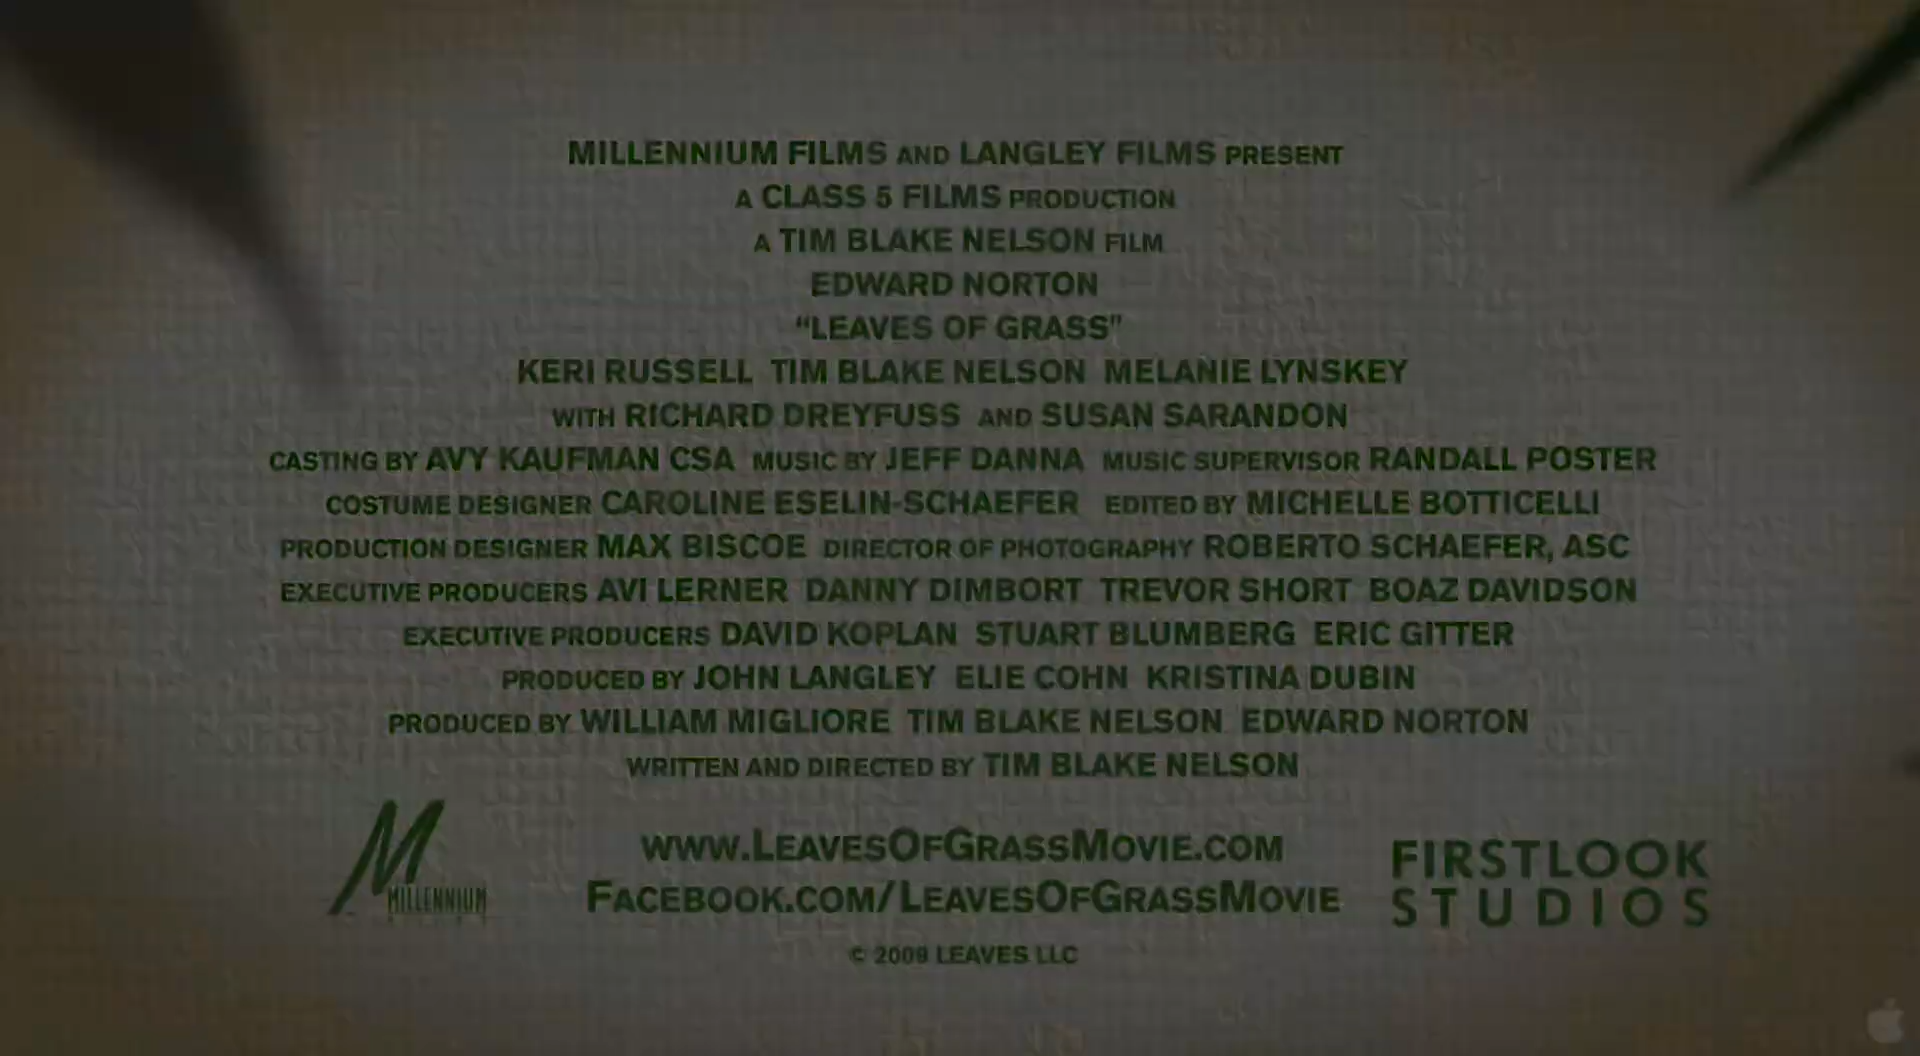 MILLENNIUM FILMS AND LANGLEY FILMS PRESENT
A CLASS 5 FILMS PRODUCTION
A TIM BLAKE NELSON FILM
EDWARD NORTON
“LEAVES OF GRASS”
KERI RUSSELL TIM BLAKE NELSON MELANIE LYNSKEY
WITH RICHARD DREYFUSS AND SUSAN SARANDON
CASTING BY AVY KAUFMAN CSA MUSIC BY JEFF DANNA MUSIC SUPERVISOR RANDALL POSTER
COSTUME DESIGNER CAROLINE ESELIN-SCHAEFER EDITED BY MICHELLE BOTTICELLI
PRODUCTION DESIGNER MAX BISCOE DIRECTOR OF PHOTOGRAPHY ROBERTO SCHAEFER, ASC
EXECUTIVE PRODUCERS AVI LERNER DANNY DIMBORT TREVOR SHORT BOAZ DAVIDSON
EXECUTIVE PRODUCERS DAVID KOPLAN STUART BLUMBERG ERIC GITTER
PRODUCED BY JOHN LANGLEY ELIE COHN KRISTINA DUBIN
PRODUCED BY WILLIAM MIGLIORE TIM BLAKE NELSON EDWARD NORTON
WRITTEN AND DIRECTED BY TIM BLAKE NELSON
M MILLENNIUM
WWW.LEAVESOFGRASSMOVIE.COM
FACEBOOK.COM/LEAVESOFGRASSMOVIE
FIRSTLOOK
STUDIOS
© 2009 LEAVES LLC